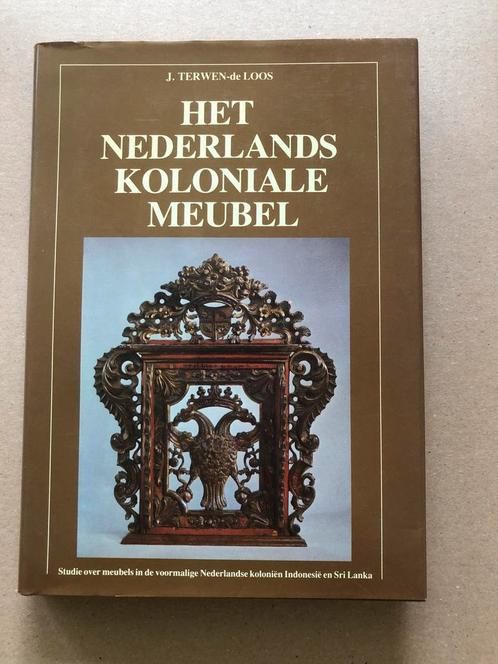 J. TERWEN-de LOOS
HET
NEDERLANDS
KOLONIALE
MEUBEL
Studie over meubels in de voormalige Nederlandse koloniën Indonesië en Sri Lanka